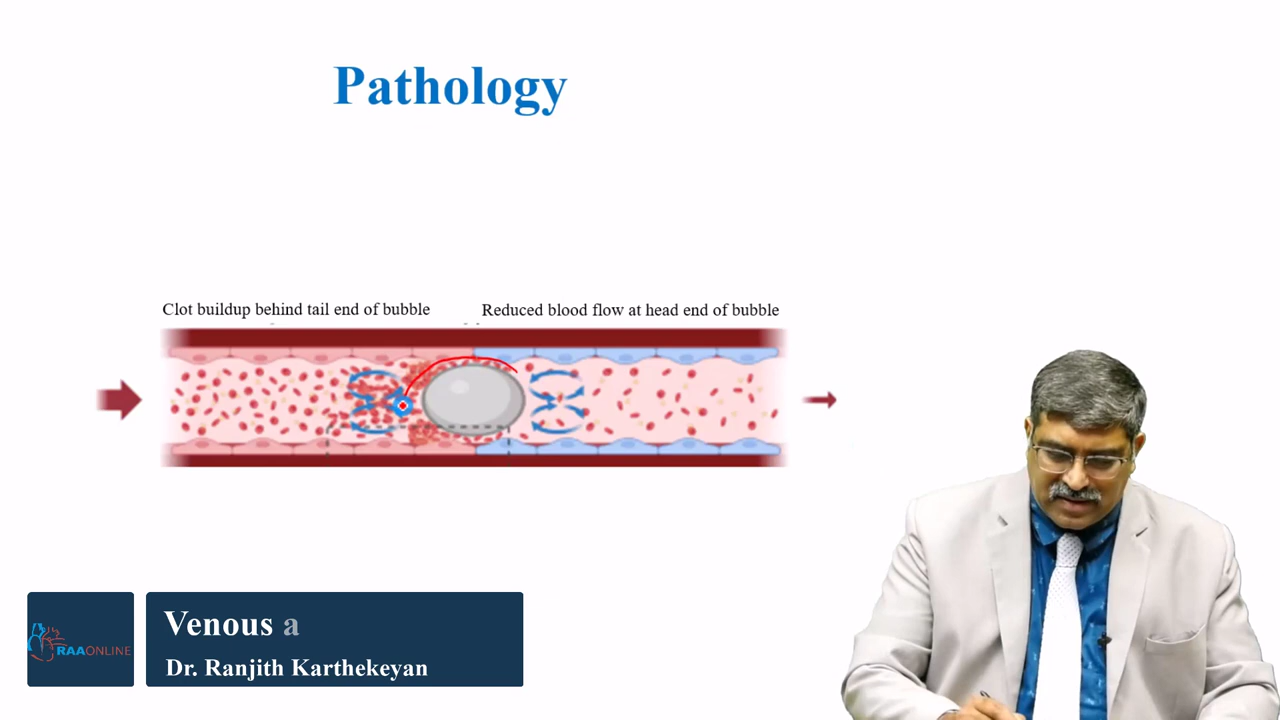 Pathology
Clot buildup behind tail end of bubble
Reduced blood flow at head end of bubble
RAAONLINE
Venous a
Dr. Ranjith Karthekeyan